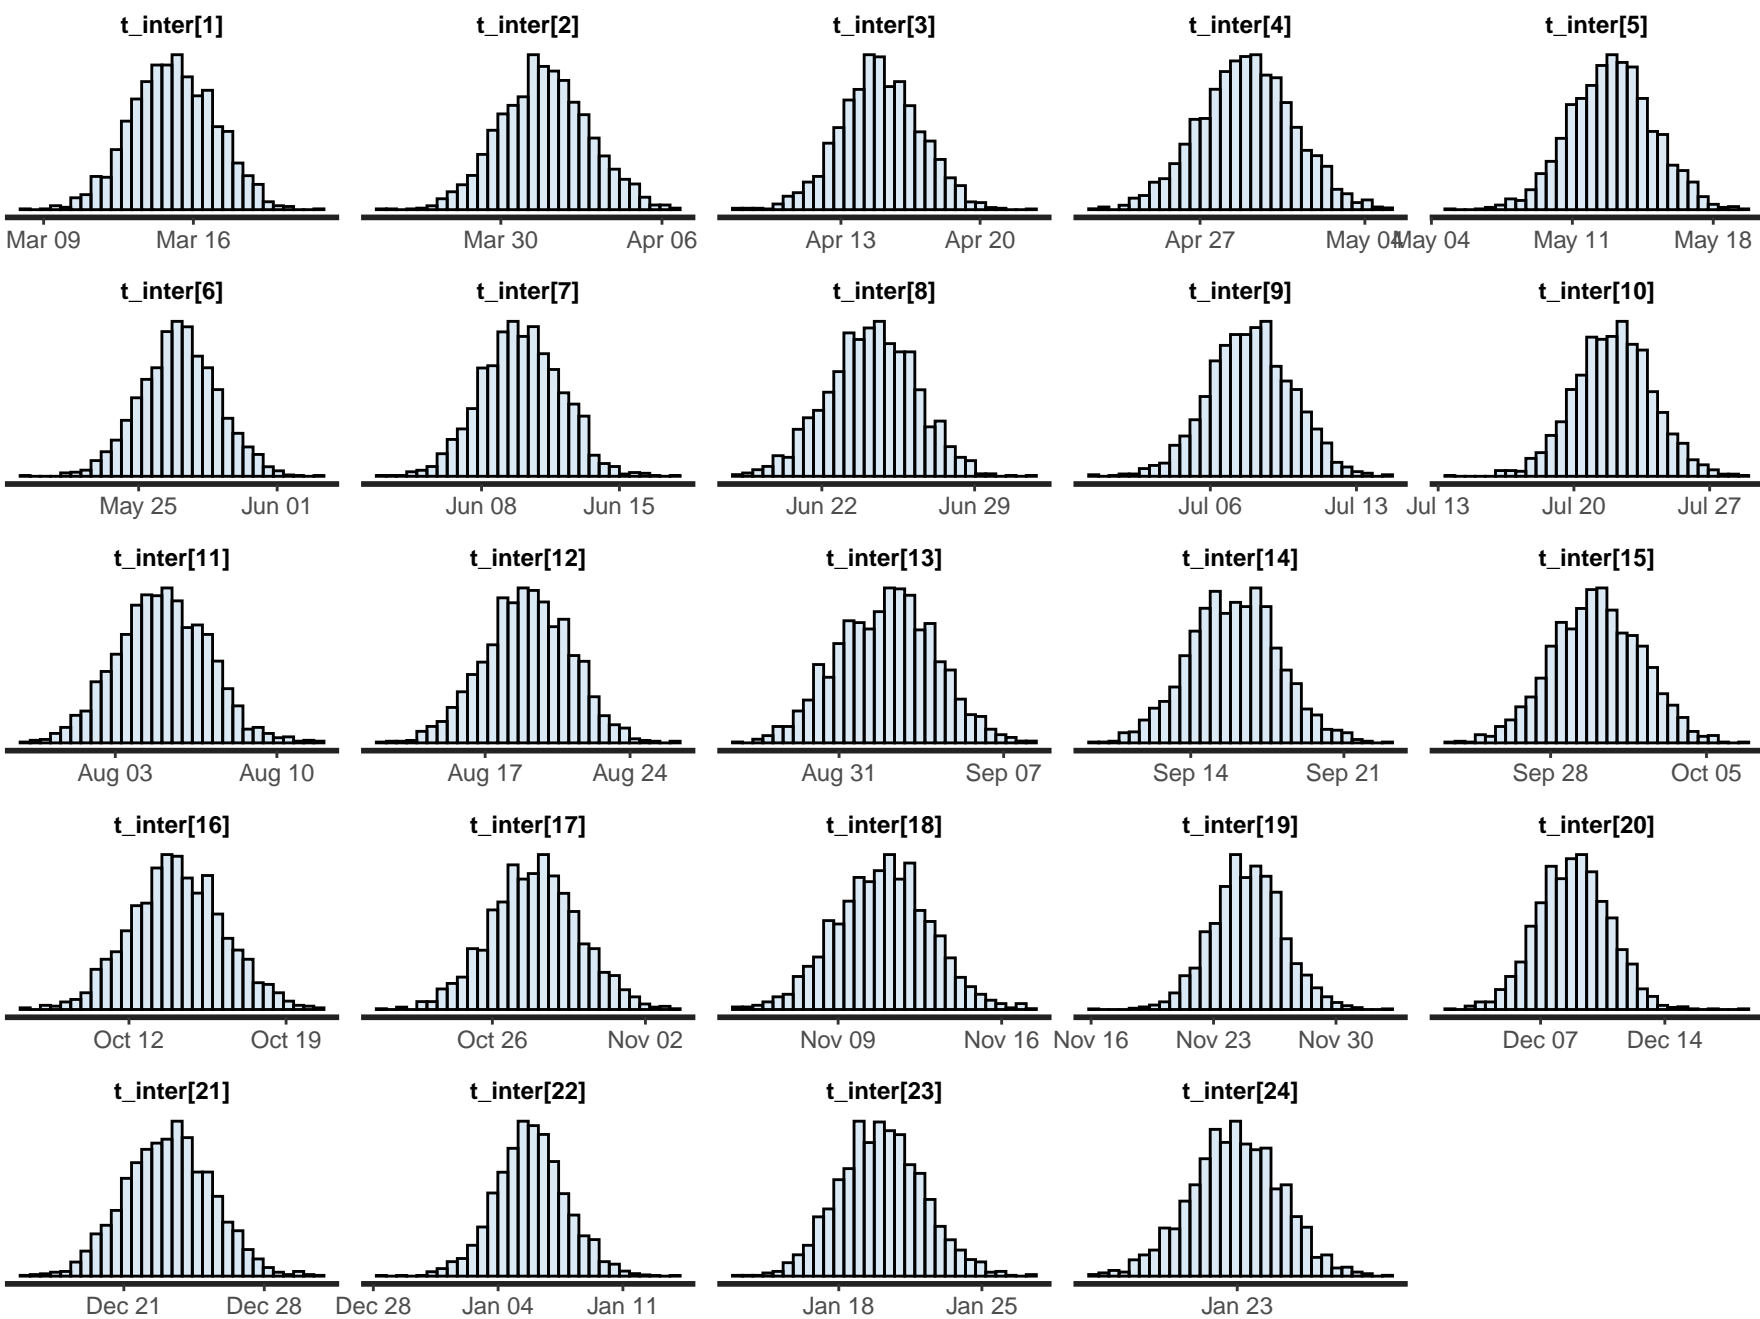 t_inter[1] t_inter[2] t_inter[3] t_inter[4] t_inter[5]
Mar 09 Mar 16 Mar 30 Apr 06 Apr 13 Apr 20 Apr 27 May 04 May 04 May 11 May 18
t_inter[6] t_inter[7] t_inter[8] t_inter[9] t_inter[10]
May 25 Jun 01 Jun 08 Jun 15 Jun 22 Jun 29 Jul 06 Jul 13 Jul 13 Jul 20 Jul 27
t_inter[11] t_inter[12] t_inter[13] t_inter[14] t_inter[15]
Aug 03 Aug 10 Aug 17 Aug 24 Aug 31 Sep 07 Sep 14 Sep 21 Sep 28 Oct 05
t_inter[16] t_inter[17] t_inter[18] t_inter[19] t_inter[20]
Oct 12 Oct 19 Oct 26 Nov 02 Nov 09 Nov 16 Nov 16 Nov 23 Nov 30 Dec 07 Dec 14
t_inter[21] t_inter[22] t_inter[23] t_inter[24]
Dec 21 Dec 28 Dec 28 Jan 04 Jan 11 Jan 18 Jan 25 Jan 23